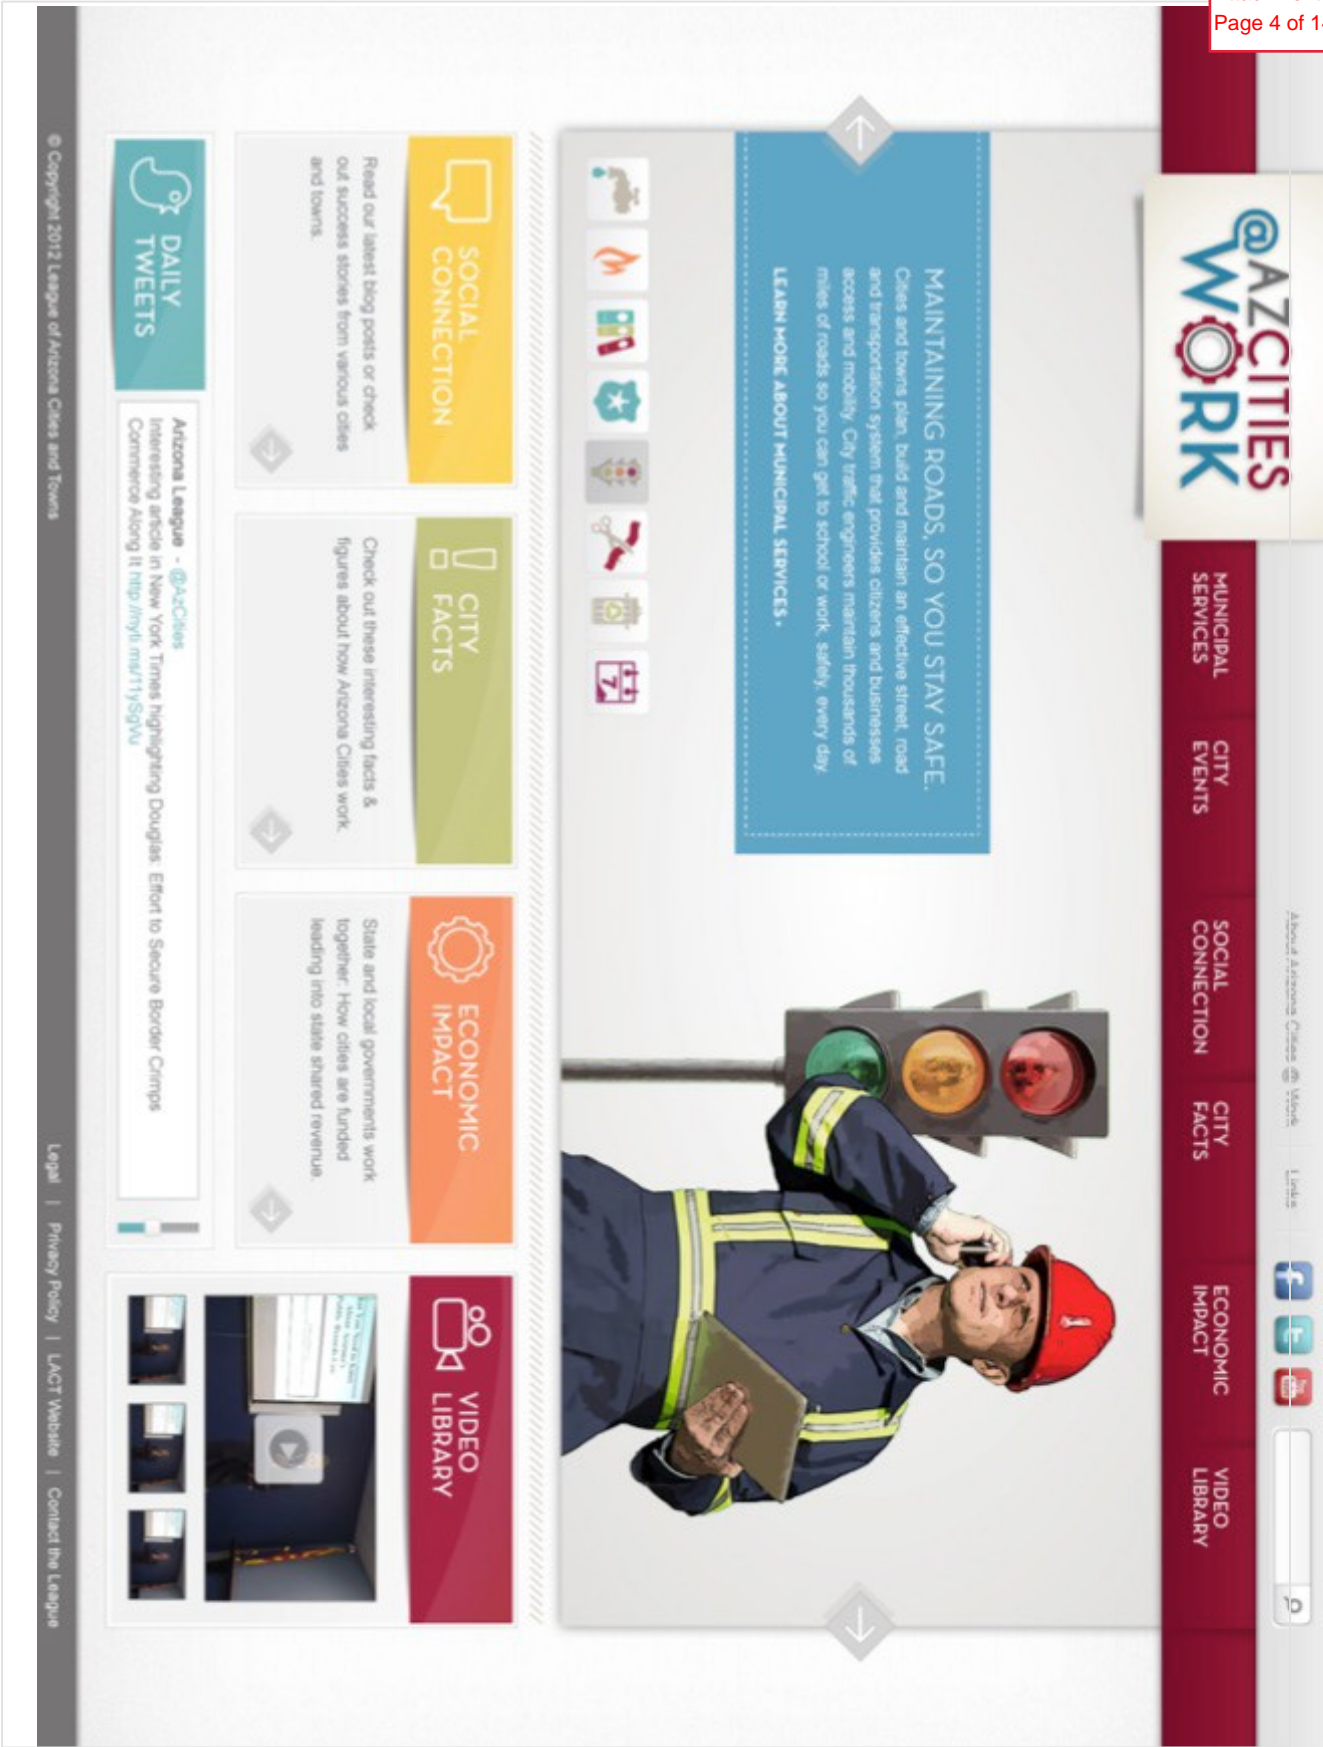 Page 4 of 14
About Arizona Cities @ Work
Links
@AZCITIES
WORK
MUNICIPAL
SERVICES
CITY
EVENTS
SOCIAL
CONNECTION
CITY
FACTS
ECONOMIC
IMPACT
VIDEO
LIBRARY
MAINTAINING ROADS, SO YOU STAY SAFE.
Cities and towns plan, build and maintain an effective street, road
and transportation system that provides citizens and businesses
access and mobility. City traffic engineers maintain thousands of
miles of roads so you can get to school or work, safely, every day.
LEARN MORE ABOUT MUNICIPAL SERVICES
7
SOCIAL
CONNECTION
Read our latest blog posts or check
out success stories from various cities
and towns.
CITY
FACTS
Check out these interesting facts &
figures about how Arizona Cities work.
ECONOMIC
IMPACT
State and local governments work
together. How cities are funded
leading into state shared revenue.
VIDEO
LIBRARY
DAILY
TWEETS
Arizona League - @AzCities
Interesting article in New York Times highlighting Douglas: Effort to Secure Border Crimps
Commerce Along It http://nyti.ms/11ySgVu
© Copyright 2012 League of Arizona Cities and Towns
Legal | Privacy Policy | LACT Website | Contact the League